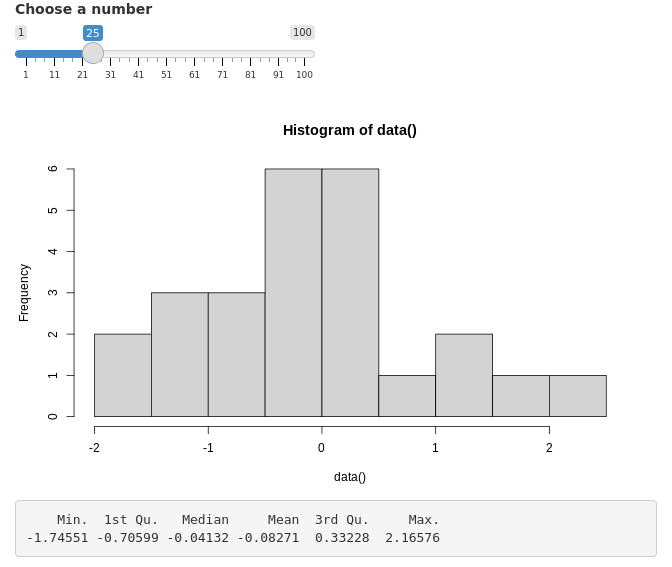 Choose a number
1 25 100
1 11 21 31 41 51 61 71 81 91 100
Histogram of data()
Frequency
6
5
4
3
2
1
0
-2 -1 0 1 2
data()
Min. 1st Qu. Median Mean 3rd Qu. Max.
-1.74551 -0.70599 -0.04132 -0.08271 0.33228 2.16576